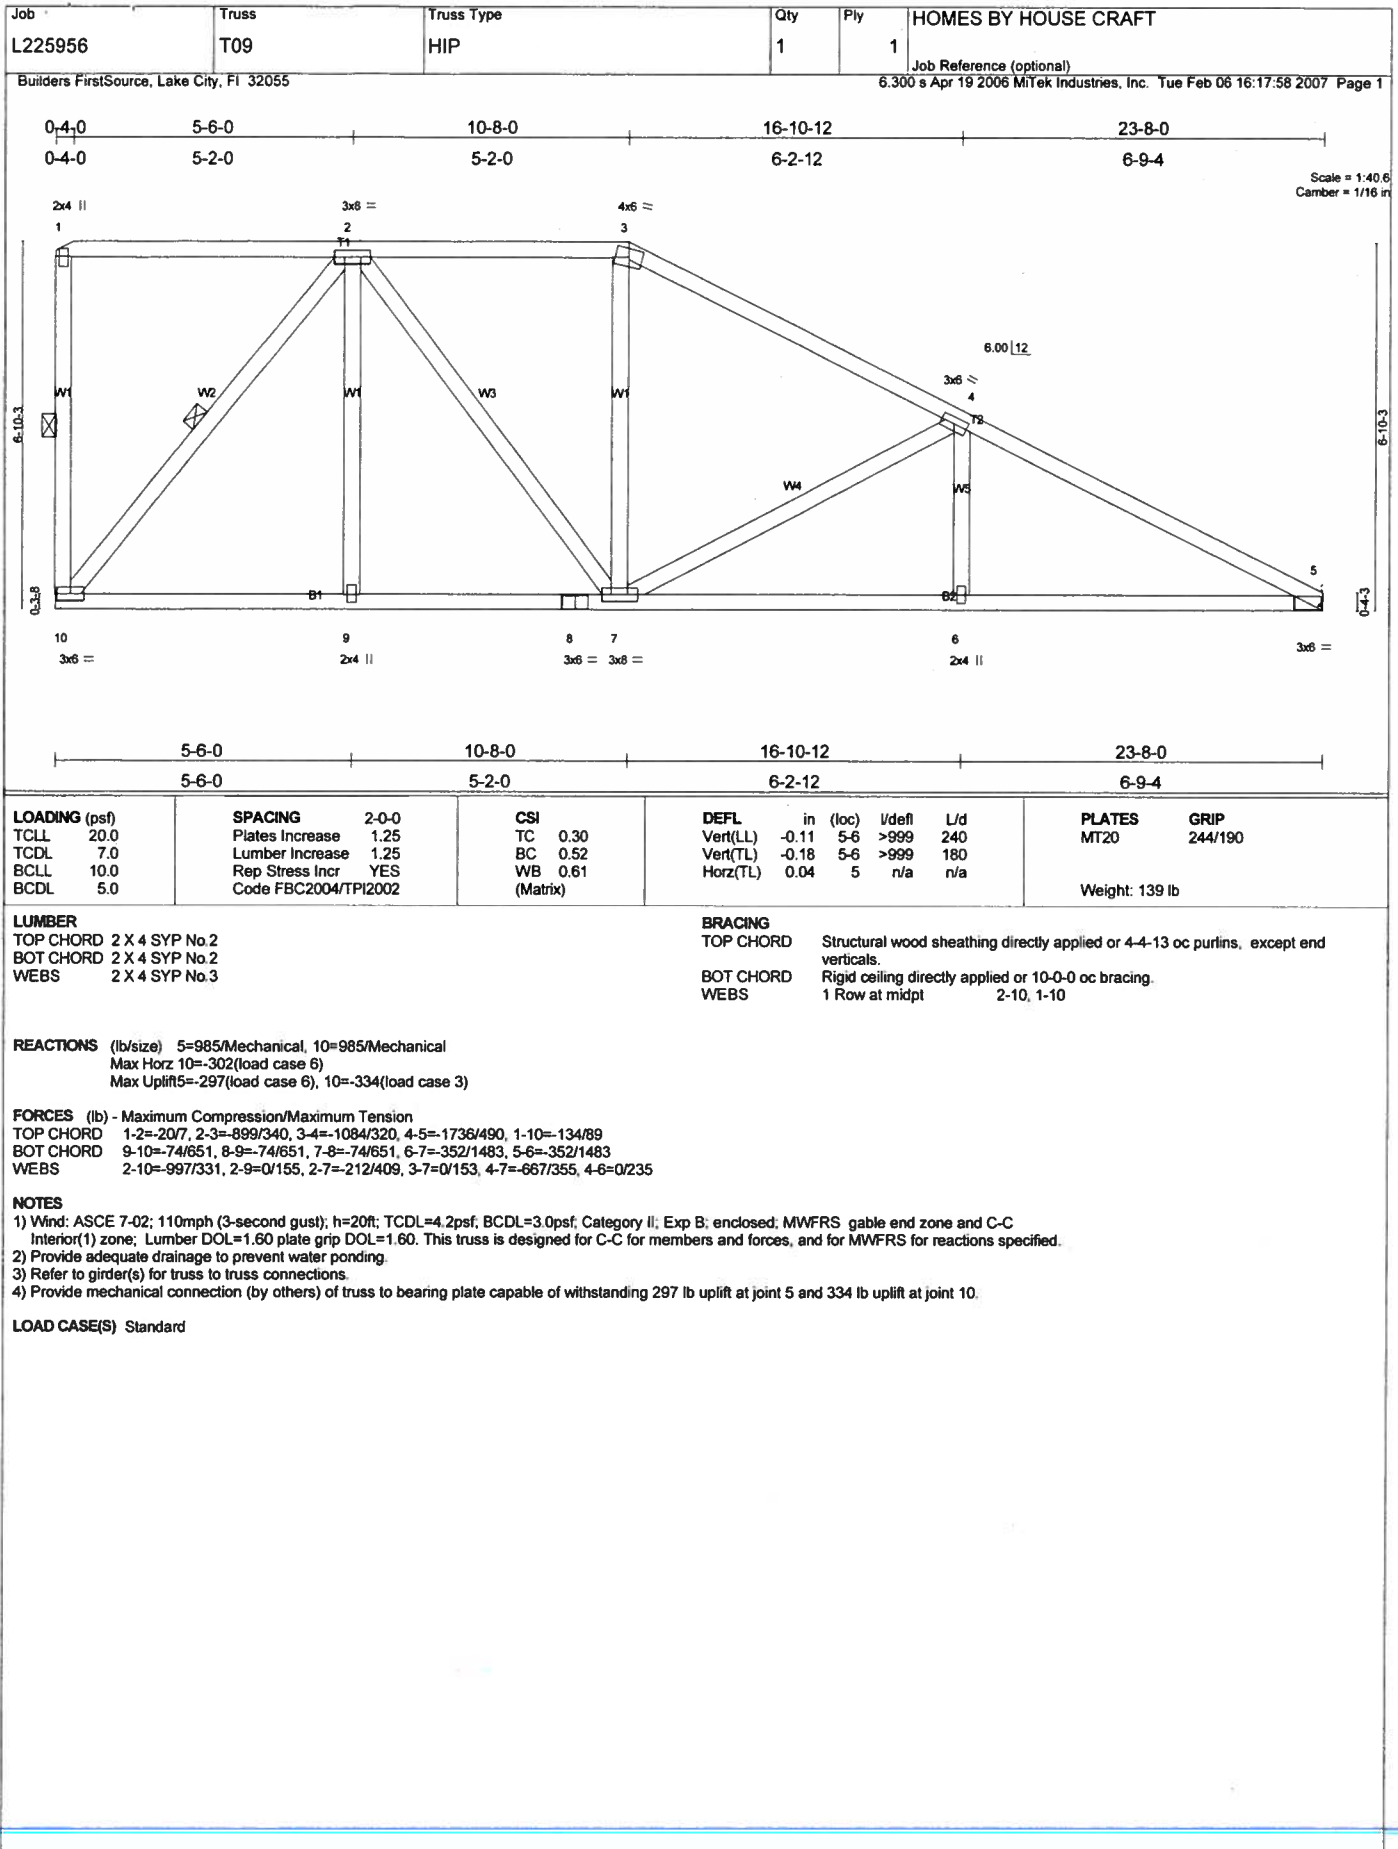 Job Truss Truss Type Qty Ply HOMES BY HOUSE CRAFT
L225956 T09 HIP 1 1
Job Reference (optional)
Builders FirstSource, Lake City, Fl 32055 6.300 s Apr 19 2006 MiTek Industries, Inc. Tue Feb 06 16:17:58 2007 Page 1
0-4-0 5-6-0 10-8-0 16-10-12 23-8-0
0-4-0 5-2-0 5-2-0 6-2-12 6-9-4
Scale = 1:40.6
Camber = 1/16 in
2x4 || 3x8 = 4x6 =
1 2 3
T1
6.00 12
3x6 =
4
T2
W1 W2 W1 W3 W1
6-10-3 6-10-3
W4 W5
5
0-3-8 B1 B2 0-4-3
10 9 8 7 6
3x6 = 2x4 || 3x6 = 3x8 = 2x4 || 3x6 =
5-6-0 10-8-0 16-10-12 23-8-0
5-6-0 5-2-0 6-2-12 6-9-4
LOADING (psf) SPACING 2-0-0 CSI DEFL in (loc) l/defl L/d PLATES GRIP
TCLL 20.0 Plates Increase 1.25 TC 0.30 Vert(LL) -0.11 5-6 >999 240 MT20 244/190
TCDL 7.0 Lumber Increase 1.25 BC 0.52 Vert(TL) -0.18 5-6 >999 180
BCLL 10.0 Rep Stress Incr YES WB 0.61 Horz(TL) 0.04 5 n/a n/a
BCDL 5.0 Code FBC2004/TPI2002 (Matrix) Weight: 139 lb
LUMBER
TOP CHORD 2 X 4 SYP No.2
BOT CHORD 2 X 4 SYP No.2
WEBS 2 X 4 SYP No.3
BRACING
TOP CHORD Structural wood sheathing directly applied or 4-4-13 oc purlins, except end
verticals.
BOT CHORD Rigid ceiling directly applied or 10-0-0 oc bracing.
WEBS 1 Row at midpt 2-10, 1-10
REACTIONS (lb/size) 5=985/Mechanical, 10=985/Mechanical
Max Horz 10=-302(load case 6)
Max Uplift5=-297(load case 6), 10=-334(load case 3)
FORCES (lb) - Maximum Compression/Maximum Tension
TOP CHORD 1-2=-20/7, 2-3=-899/340, 3-4=-1084/320, 4-5=-1736/490, 1-10=-134/89
BOT CHORD 9-10=-74/651, 8-9=-74/651, 7-8=-74/651, 6-7=-352/1483, 5-6=-352/1483
WEBS 2-10=-997/331, 2-9=0/155, 2-7=-212/409, 3-7=0/153, 4-7=-667/355, 4-6=0/235
NOTES
1) Wind: ASCE 7-02; 110mph (3-second gust); h=20ft; TCDL=4.2psf; BCDL=3.0psf; Category II; Exp B; enclosed; MWFRS gable end zone and C-C
Interior(1) zone; Lumber DOL=1.60 plate grip DOL=1.60. This truss is designed for C-C for members and forces, and for MWFRS for reactions specified.
2) Provide adequate drainage to prevent water ponding.
3) Refer to girder(s) for truss to truss connections.
4) Provide mechanical connection (by others) of truss to bearing plate capable of withstanding 297 lb uplift at joint 5 and 334 lb uplift at joint 10.
LOAD CASE(S) Standard